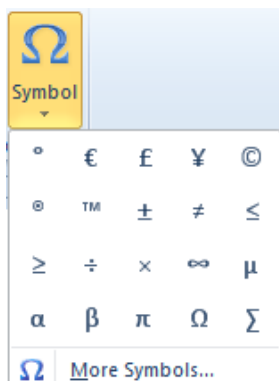 Ω
Symbol
° € £ ¥ ©
® ™ ± ≠ ≤
≥ ÷ × ∞ µ
α β π Ω ∑
Ω More Symbols...